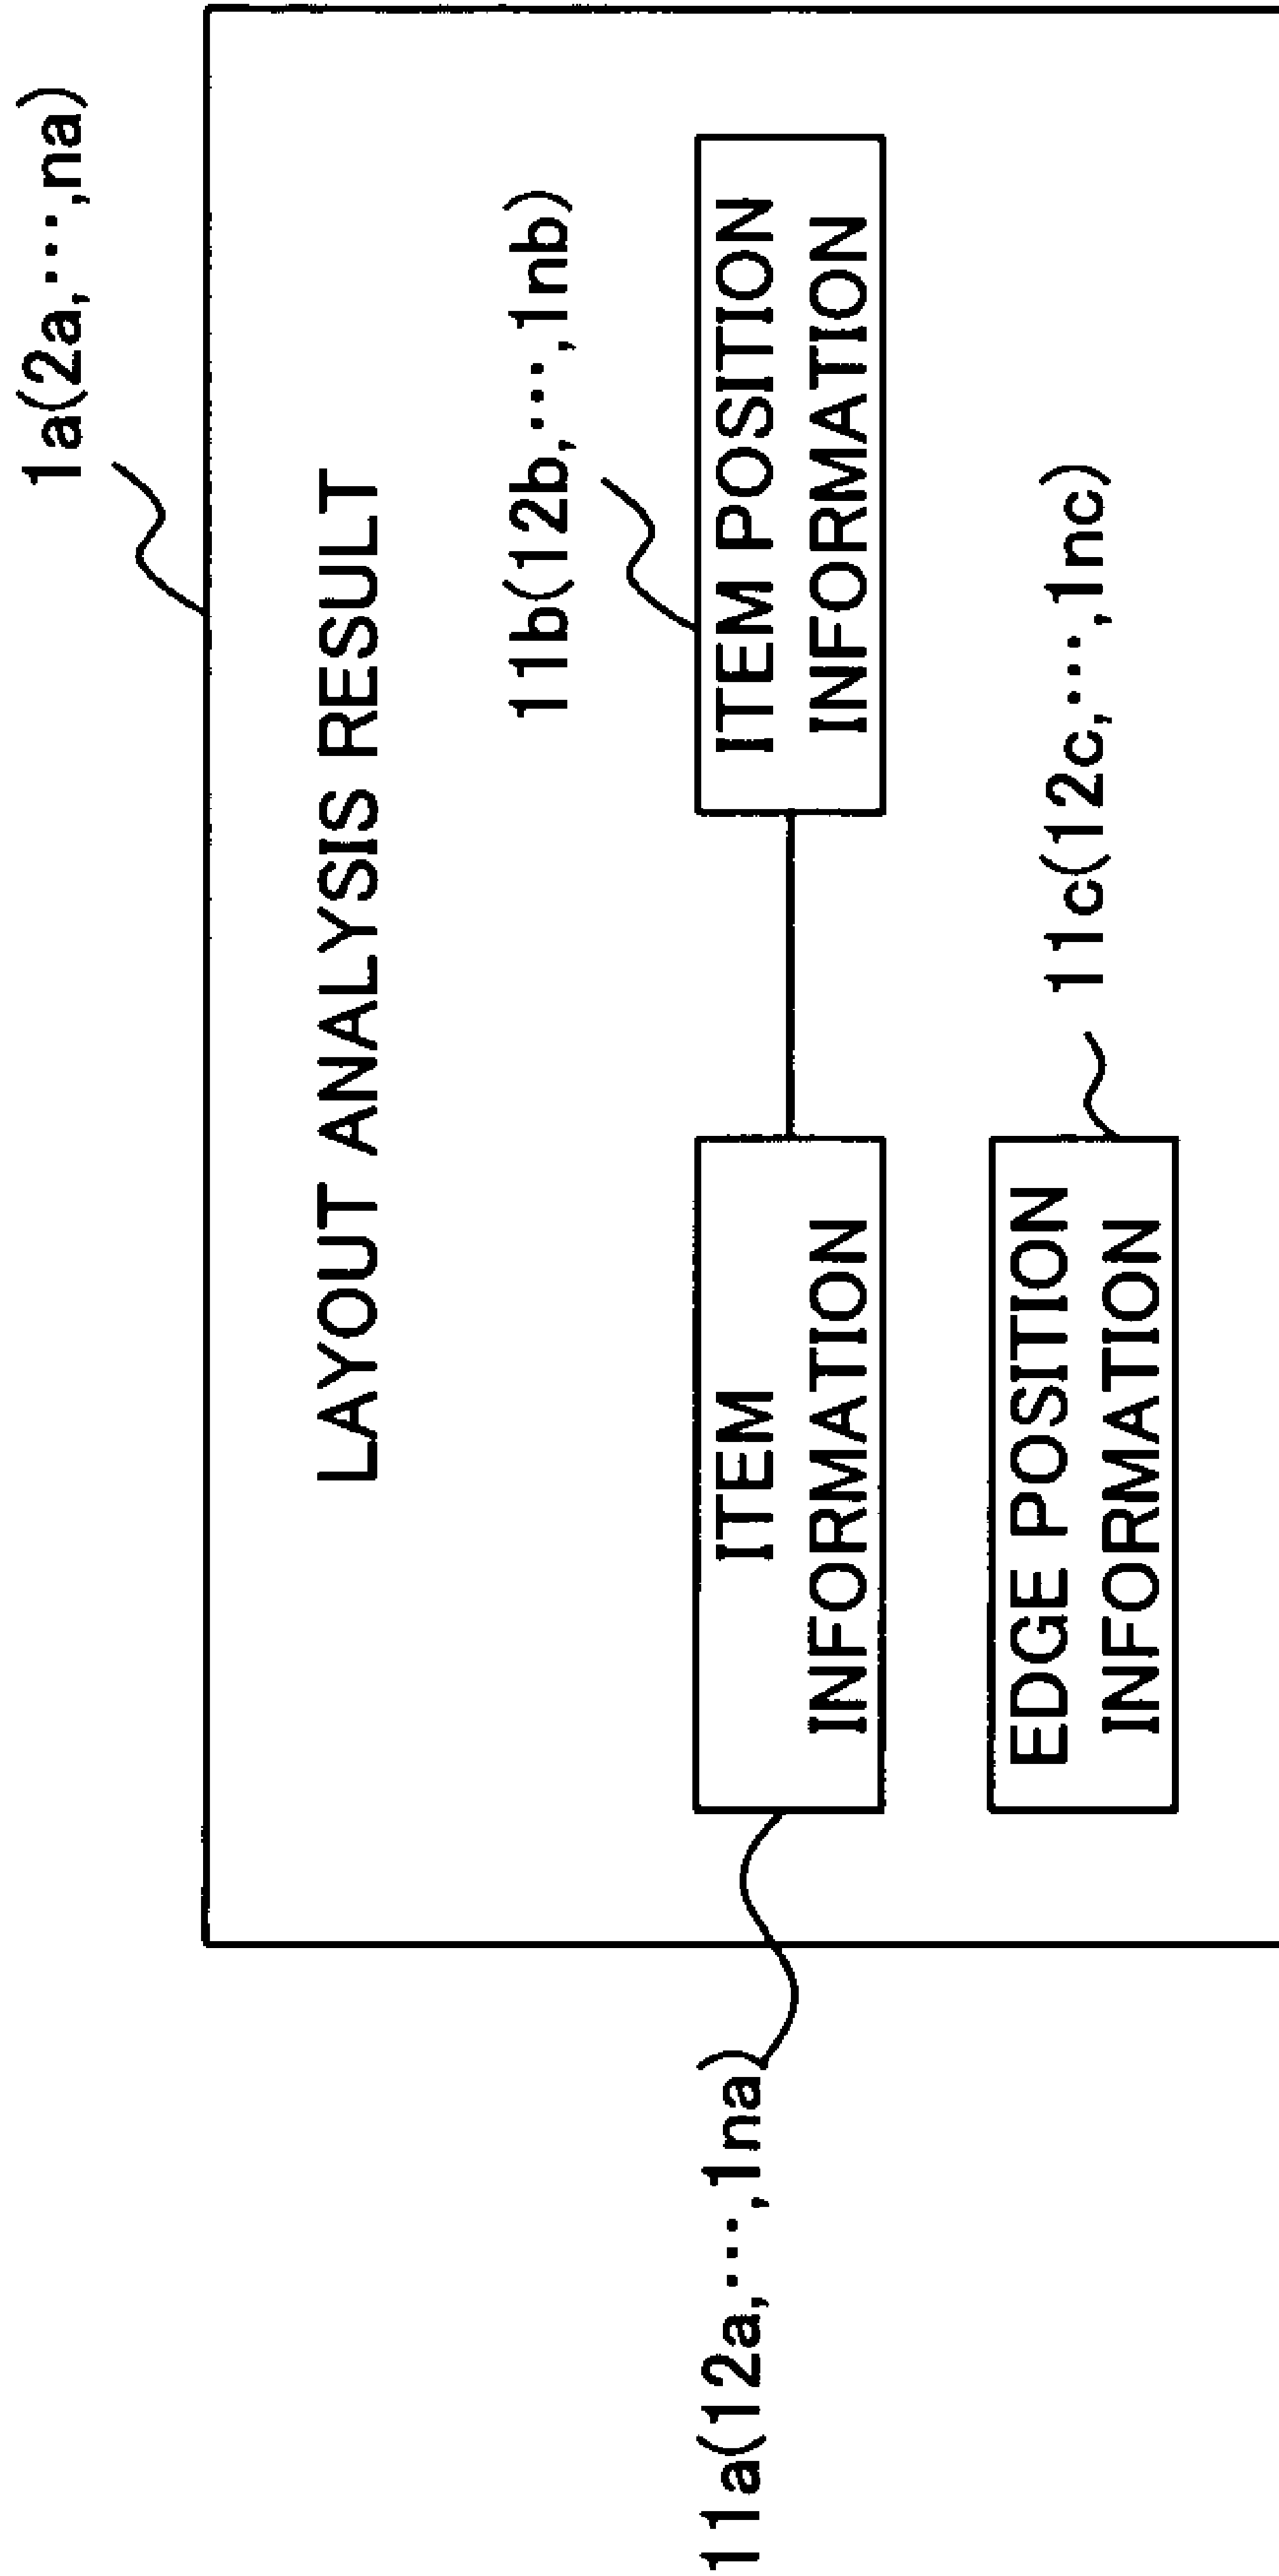 1a(2a,···,na)
LAYOUT ANALYSIS RESULT
11b(12b,···,1nb)
11a(12a,···,1na)
ITEM
INFORMATION
ITEM POSITION
INFORMATION
11c(12c,···,1nc)
EDGE POSITION
INFORMATION